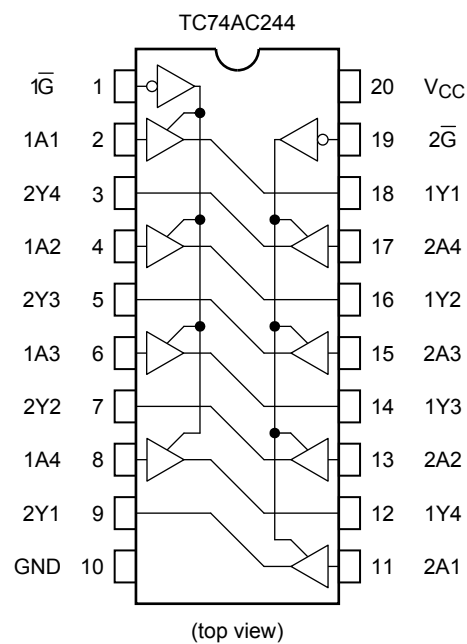 TC74AC244
1G̅ 1 20 VCC
1A1 2 19 2G̅
2Y4 3 18 1Y1
1A2 4 17 2A4
2Y3 5 16 1Y2
1A3 6 15 2A3
2Y2 7 14 1Y3
1A4 8 13 2A2
2Y1 9 12 1Y4
GND 10 11 2A1
(top view)